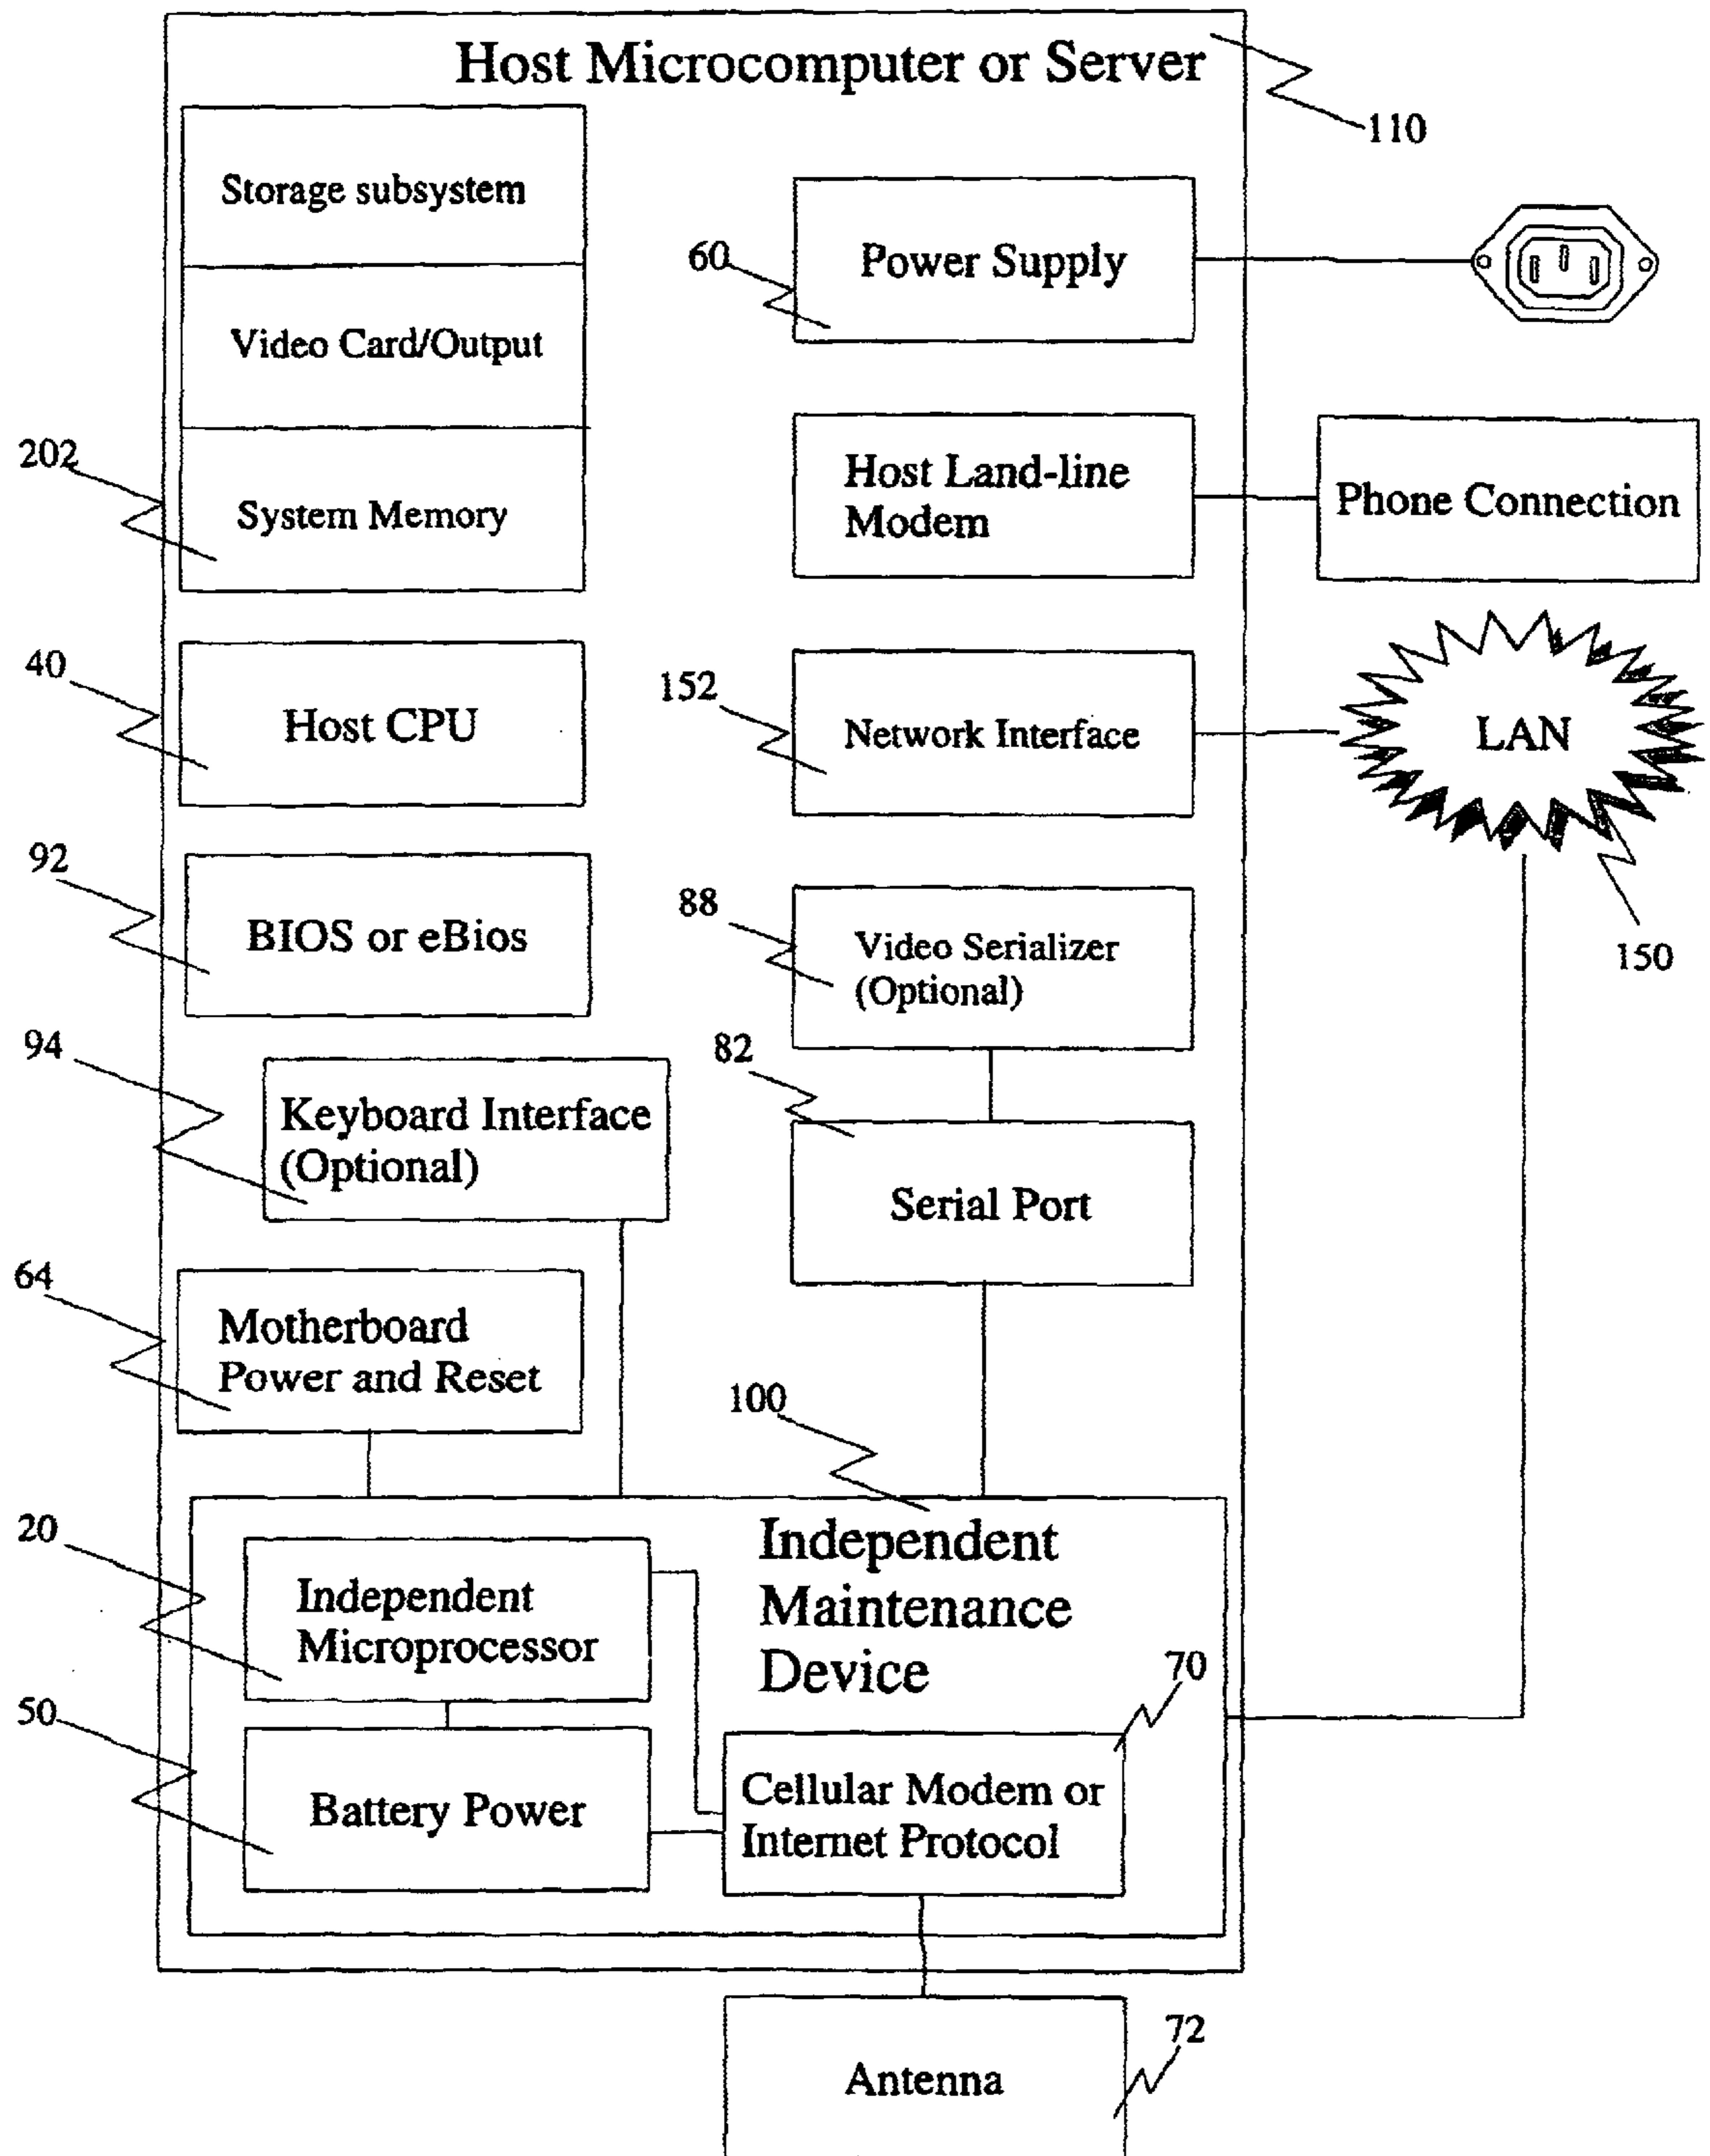 Host Microcomputer or Server
110
Storage subsystem
Video Card/Output
202
System Memory
60
Power Supply
Host Land-line
Modem
Phone Connection
40
Host CPU
152
Network Interface
LAN
150
92
BIOS or eBios
88
Video Serializer
(Optional)
94
Keyboard Interface
(Optional)
82
Serial Port
64
Motherboard
Power and Reset
100
Independent
Maintenance
Device
20
Independent
Microprocessor
50
Battery Power
70
Cellular Modem or
Internet Protocol
72
Antenna